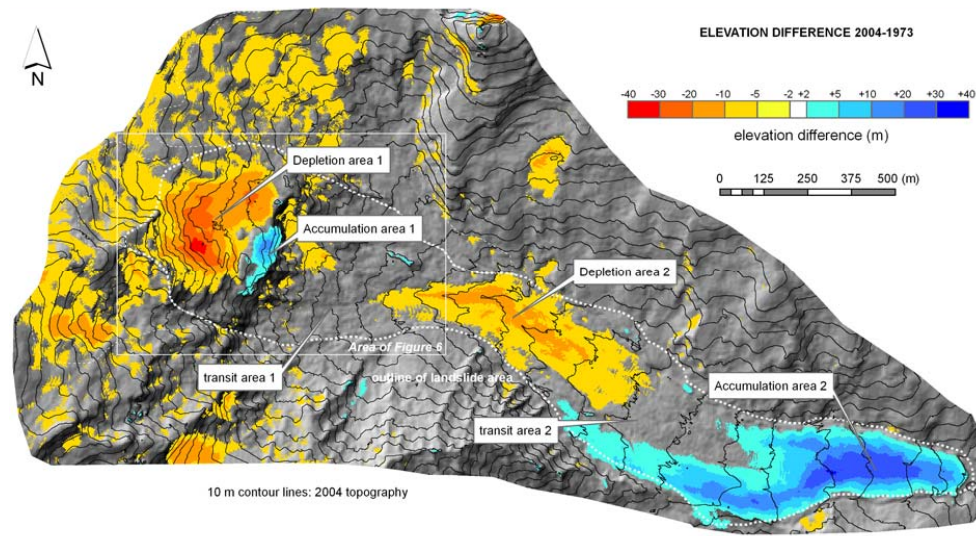 ELEVATION DIFFERENCE 2004-1973
N
-40 -30 -20 -10 -5 -2 +2 +5 +10 +20 +30 +40
elevation difference (m)
0 125 250 375 500 (m)
Depletion area 1
Accumulation area 1
Depletion area 2
Area of Figure 6
transit area 1
outline of landslide area
Accumulation area 2
transit area 2
10 m contour lines: 2004 topography